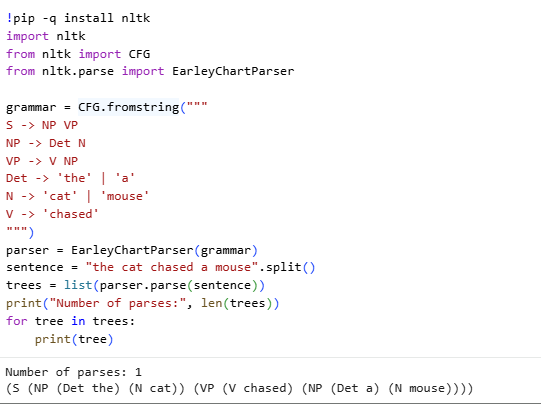 !pip -q install nltk
import nltk
from nltk import CFG
from nltk.parse import EarleyChartParser
grammar = CFG.fromstring("""
S -> NP VP
NP -> Det N
VP -> V NP
Det -> 'the' | 'a'
N -> 'cat' | 'mouse'
V -> 'chased'
""")
parser = EarleyChartParser(grammar)
sentence = "the cat chased a mouse".split()
trees = list(parser.parse(sentence))
print("Number of parses:", len(trees))
for tree in trees:
    print(tree)
Number of parses: 1
(S (NP (Det the) (N cat)) (VP (V chased) (NP (Det a) (N mouse))))